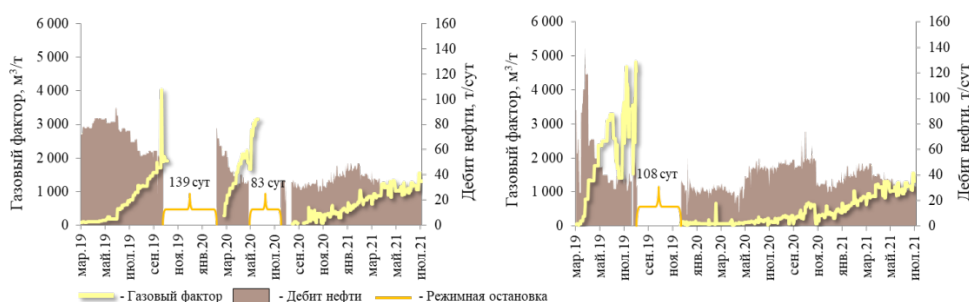 Газовый фактор, м³/т
6 000
5 000
4 000
3 000
2 000
1 000
0
139 сут
83 сут
160
140
120
100
80
60
40
20
0
Дебит нефти, т/сут
мар.19
май.19
июл.19
сен.19
ноя.19
янв.20
мар.20
май.20
июл.20
сен.20
ноя.20
янв.21
мар.21
май.21
июл.21
Газовый фактор, м³/т
6 000
5 000
4 000
3 000
2 000
1 000
0
108 сут
160
140
120
100
80
60
40
20
0
Дебит нефти, т/сут
мар.19
май.19
июл.19
сен.19
ноя.19
янв.20
мар.20
май.20
июл.20
сен.20
ноя.20
янв.21
мар.21
май.21
июл.21
- Газовый фактор - Дебит нефти - Режимная остановка